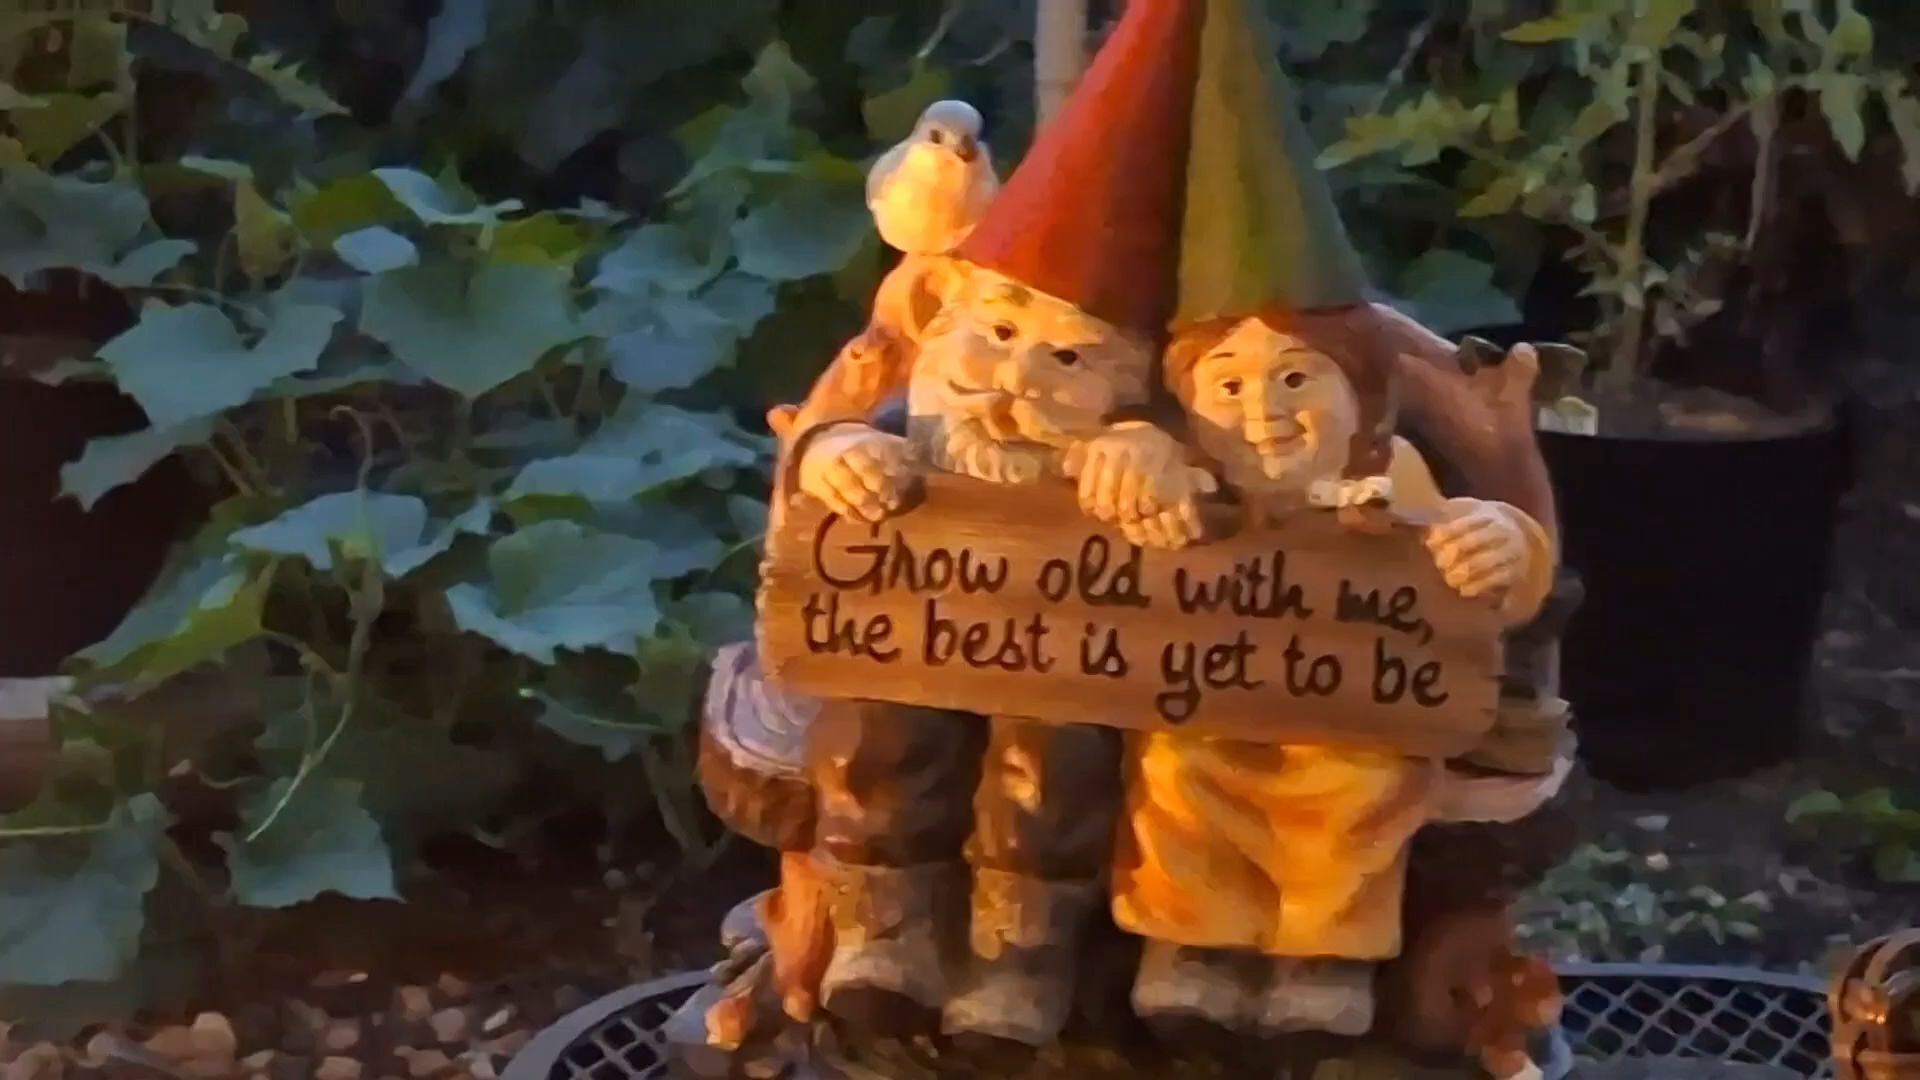 Grow old with me,
the best is yet to be